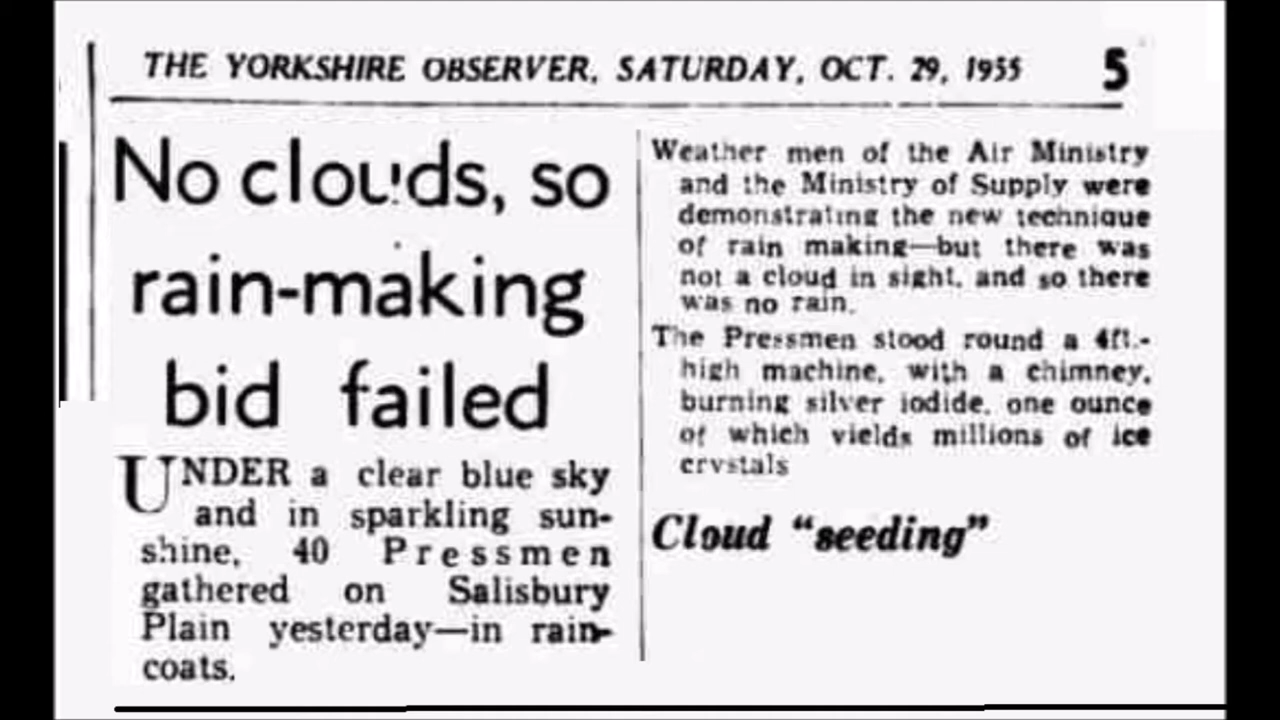 THE YORKSHIRE OBSERVER, SATURDAY, OCT. 29, 1955 5
No clouds, so
rain-making
bid failed
UNDER a clear blue sky
and in sparkling sun-
shine, 40 Pressmen
gathered on Salisbury
Plain yesterday—in rain-
coats.
Weather men of the Air Ministry
and the Ministry of Supply were
demonstrating the new technique
of rain making—but there was
not a cloud in sight, and so there
was no rain.
The Pressmen stood round a 4ft.-
high machine, with a chimney,
burning silver iodide, one ounce
of which yields millions of ice
crystals
Cloud "seeding"